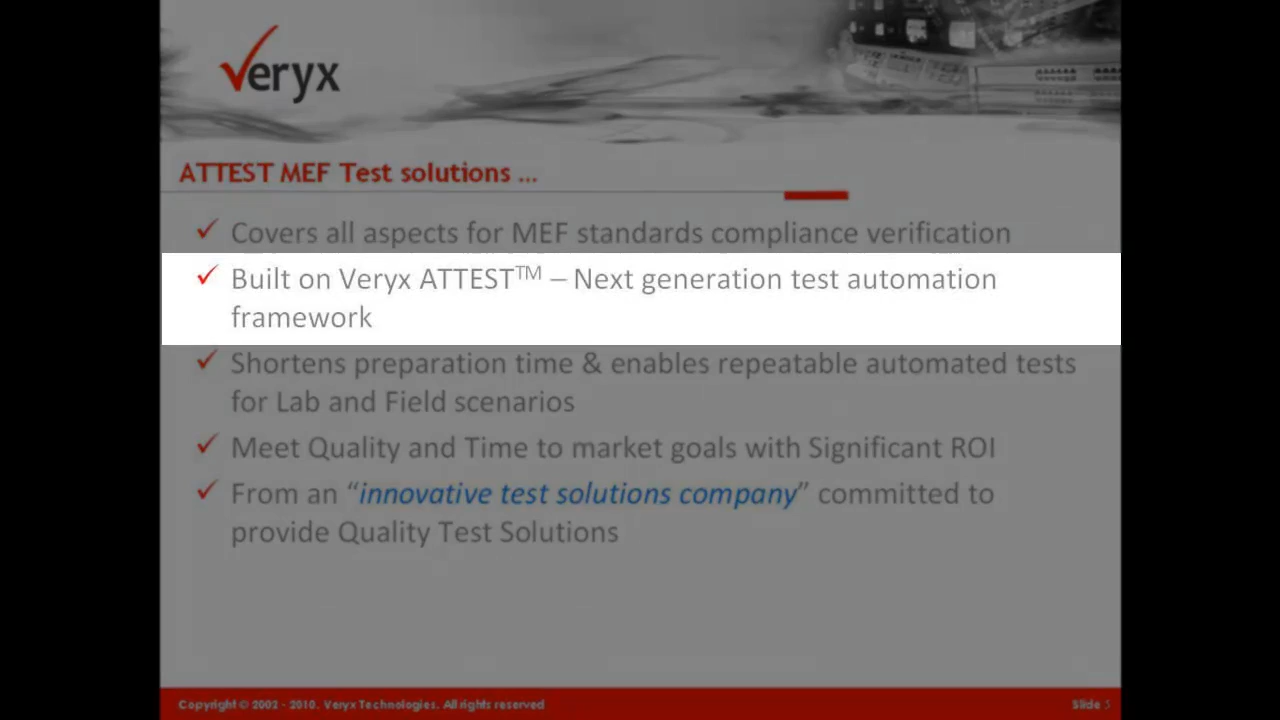 Veryx
ATTEST MEF Test solutions ...
✓ Covers all aspects for MEF standards compliance verification
✓ Built on Veryx ATTEST™ – Next generation test automation
framework
✓ Shortens preparation time & enables repeatable automated tests
for Lab and Field scenarios
✓ Meet Quality and Time to market goals with Significant ROI
✓ From an “innovative test solutions company” committed to
provide Quality Test Solutions
Copyright © 2002 - 2010. Veryx Technologies. All rights reserved
Slide 5